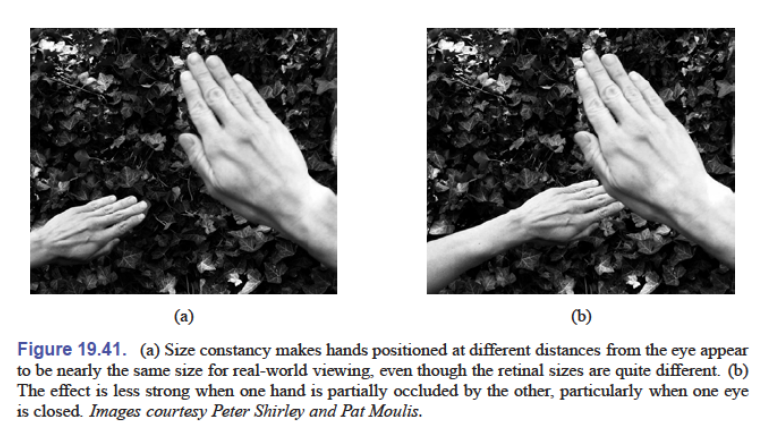 (a)
(b)
Figure 19.41. (a) Size constancy makes hands positioned at different distances from the eye appear
to be nearly the same size for real-world viewing, even though the retinal sizes are quite different. (b)
The effect is less strong when one hand is partially occluded by the other, particularly when one eye
is closed. Images courtesy Peter Shirley and Pat Moulis.